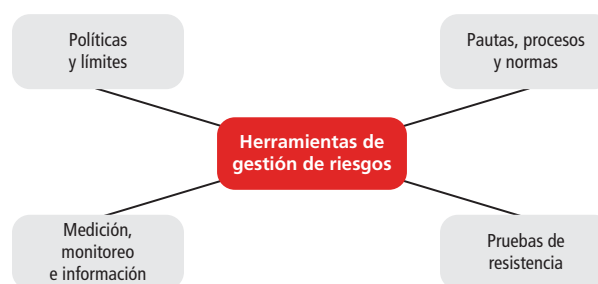 Políticas
y límites
Pautas, procesos
y normas
Herramientas de
gestión de riesgos
Medición,
monitoreo
e información
Pruebas de
resistencia